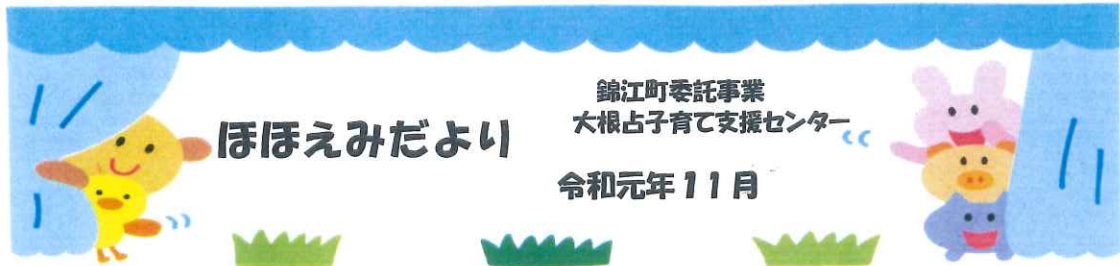 ほほえみだより
錦江町委託事業
大根占子育て支援センター
令和元年11月